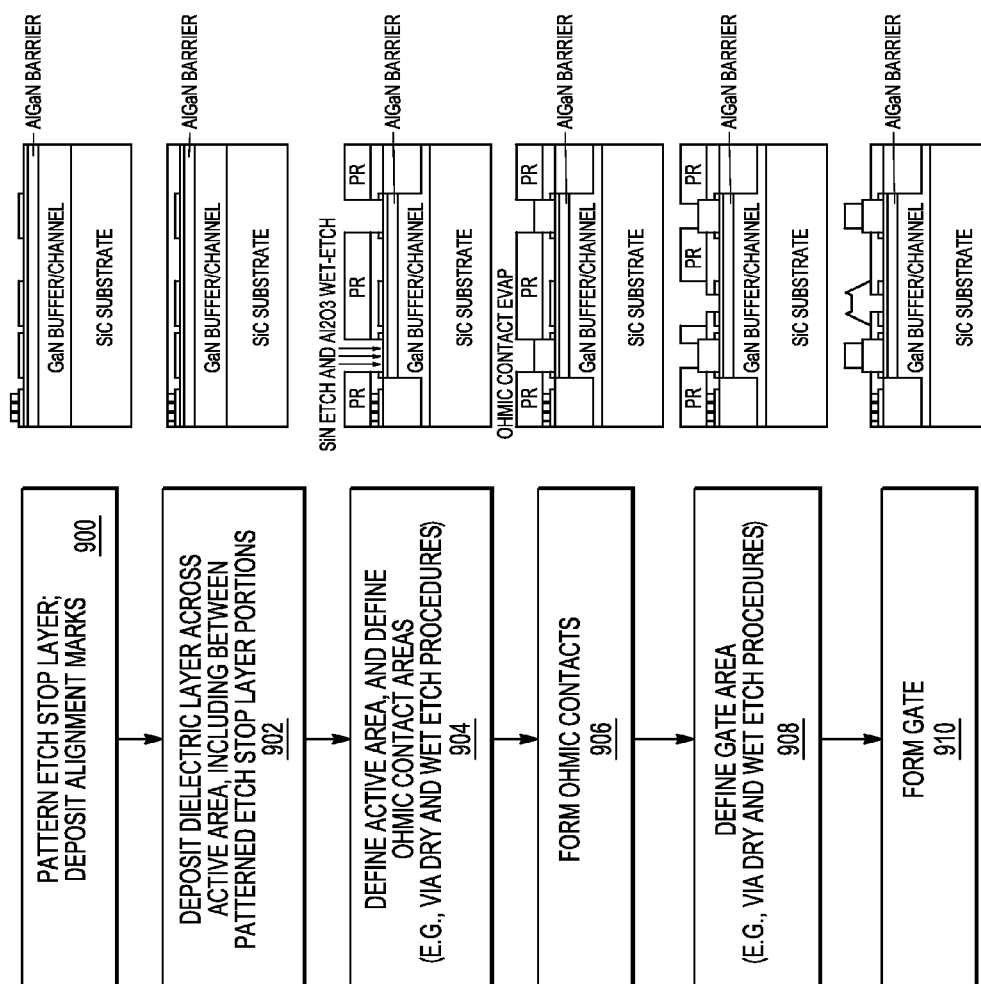 PATTERN ETCH STOP LAYER;
DEPOSIT ALIGNMENT MARKS
900
AlGaN BARRIER
GaN BUFFER/CHANNEL
SiC SUBSTRATE
DEPOSIT DIELECTRIC LAYER ACROSS
ACTIVE AREA, INCLUDING BETWEEN
PATTERNED ETCH STOP LAYER PORTIONS
902
AlGaN BARRIER
GaN BUFFER/CHANNEL
SiC SUBSTRATE
DEFINE ACTIVE AREA, AND DEFINE
OHMIC CONTACT AREAS
(E.G., VIA DRY AND WET ETCH PROCEDURES)
904
SiN ETCH AND Al2O3 WET-ETCH
PR
PR
PR
AlGaN BARRIER
GaN BUFFER/CHANNEL
SiC SUBSTRATE
FORM OHMIC CONTACTS
906
OHMIC CONTACT EVAP
PR
PR
PR
AlGaN BARRIER
GaN BUFFER/CHANNEL
SiC SUBSTRATE
DEFINE GATE AREA
(E.G., VIA DRY AND WET ETCH PROCEDURES)
908
PR
PR
PR
AlGaN BARRIER
GaN BUFFER/CHANNEL
SiC SUBSTRATE
FORM GATE
910
AlGaN BARRIER
GaN BUFFER/CHANNEL
SiC SUBSTRATE